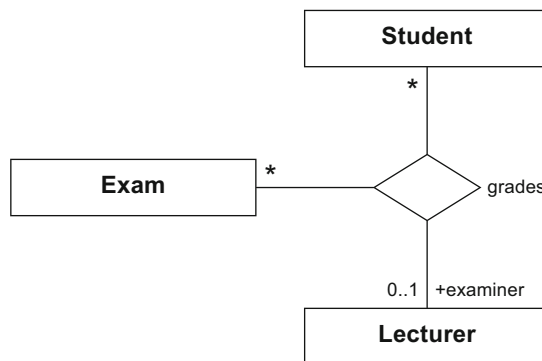 Student
*
Exam
*
grades
0..1 +examiner
Lecturer